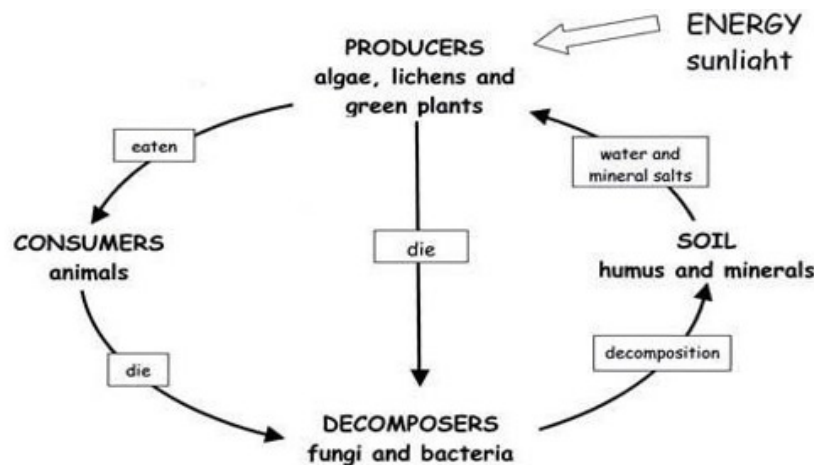 ENERGY
sunlight
PRODUCERS
algae, lichens and
green plants
eaten
water and
mineral salts
CONSUMERS
animals
die
SOIL
humus and minerals
die
decomposition
DECOMPOSERS
fungi and bacteria